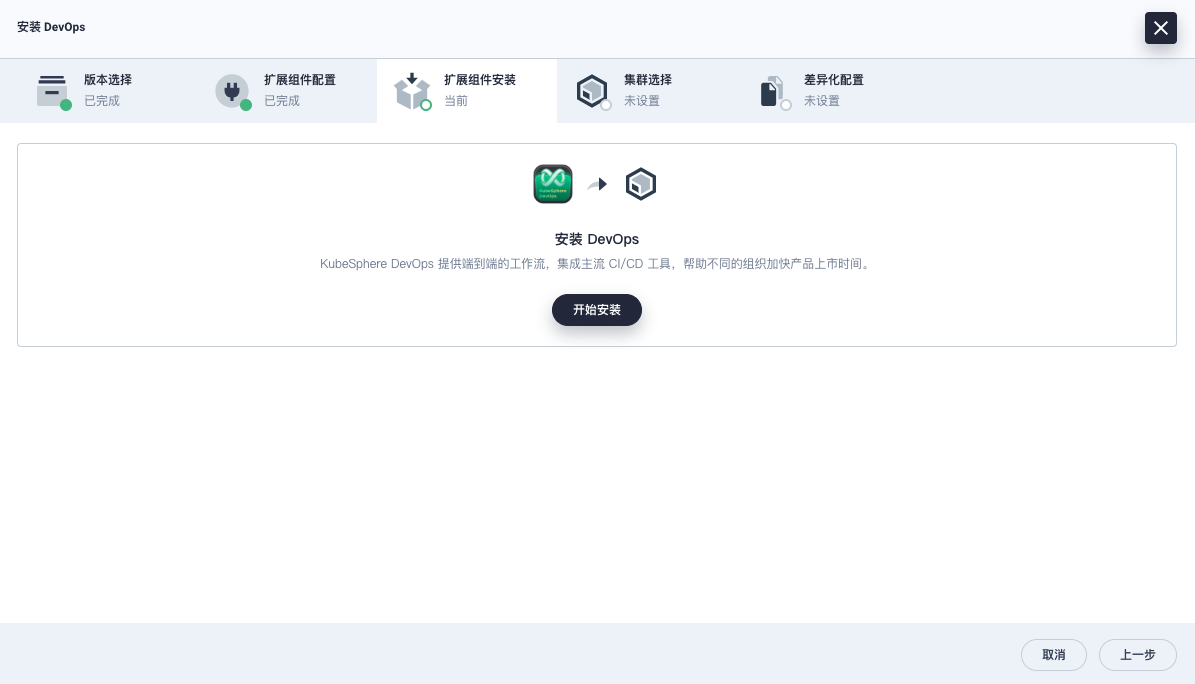 安装 DevOps
版本选择
已完成
扩展组件配置
已完成
扩展组件安装
当前
集群选择
未设置
差异化配置
未设置
KubeSphere
DevOps
安装 DevOps
KubeSphere DevOps 提供端到端的工作流，集成主流 CI/CD 工具，帮助不同的组织加快产品上市时间。
开始安装
取消
上一步